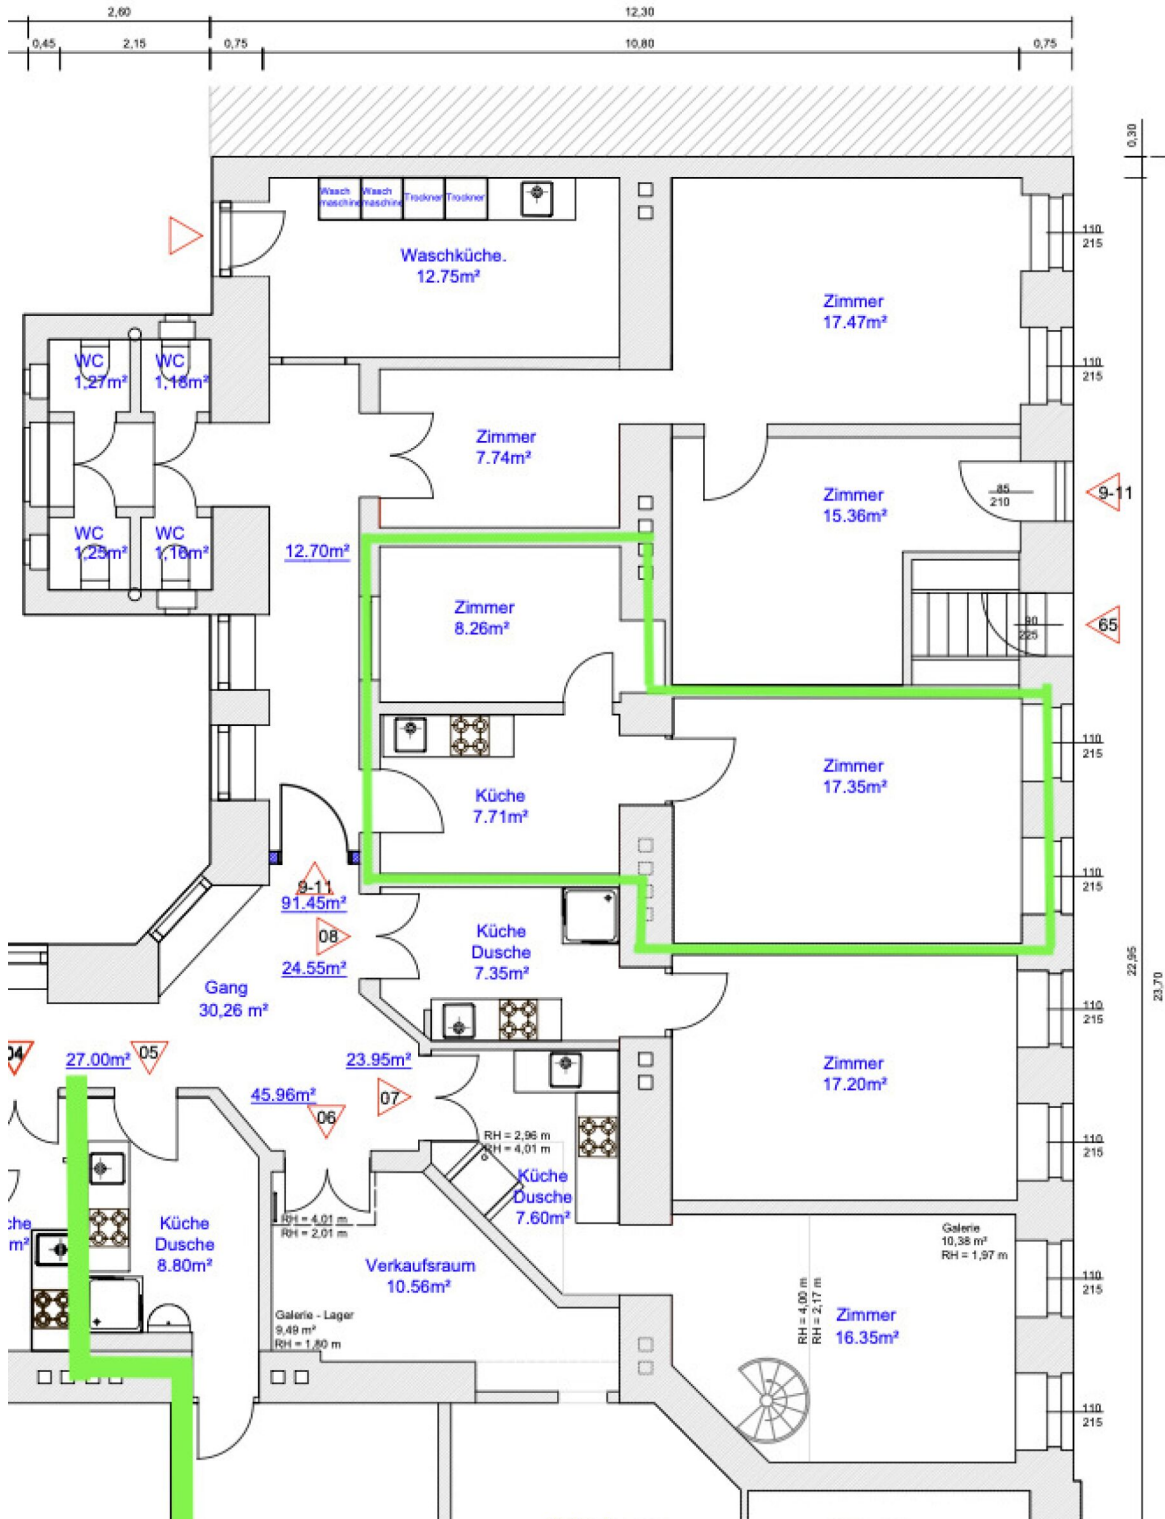 2,60
12,30
0,45
2,15
0,75
10,80
0,75
0,30
Wasch
maschine
Wasch
maschine
Trockner
Trockner
Waschküche.
12.75m²
110
215
Zimmer
17.47m²
WC
1,27m²
WC
1,18m²
110
215
Zimmer
7.74m²
Zimmer
15.36m²
85
210
9-11
WC
1,25m²
WC
1,16m²
12.70m²
Zimmer
8.26m²
90
225
65
110
215
Zimmer
17.35m²
Küche
7.71m²
110
215
9-11
91.45m²
08
24.55m²
Küche
Dusche
7.35m²
22,95
23,70
Gang
30,26 m²
110
215
04
27.00m²
05
23.95m²
45.96m²
06
07
Zimmer
17.20m²
RH = 2,96 m
RH = 4,01 m
110
215
Küche
Dusche
7.60m²
che
m²
Küche
Dusche
8.80m²
RH = 4,01 m
RH = 2,01 m
Galerie
10,38 m²
RH = 1,97 m
Verkaufsraum
10.56m²
110
215
RH = 4,00 m
RH = 2,17 m
Galerie - Lager
9,49 m²
RH = 1,80 m
Zimmer
16.35m²
110
215